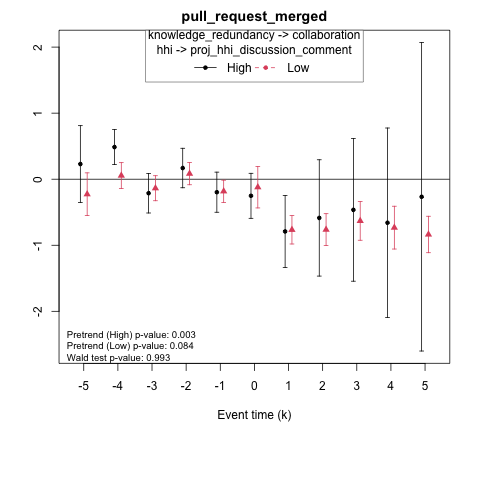 pull_request_merged
knowledge_redundancy -> collaboration
hhi -> proj_hhi_discussion_comment
High Low
2
1
0
-1
-2
Pretrend (High) p-value: 0.003
Pretrend (Low) p-value: 0.084
Wald test p-value: 0.993
-5 -4 -3 -2 -1 0 1 2 3 4 5
Event time (k)